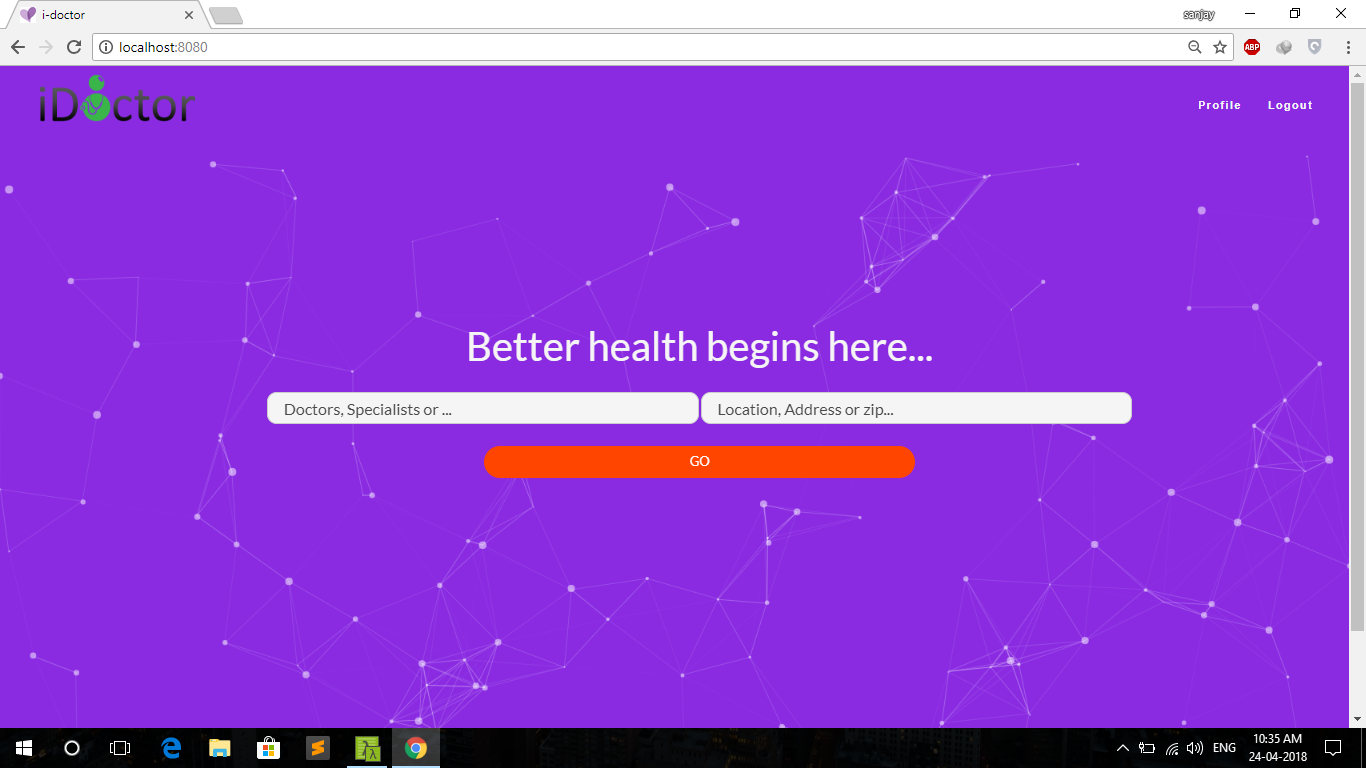 i-doctor
sanjay
localhost:8080
ABP
iDoctor
Profile Logout
Better health begins here...
Doctors, Specialists or ... Location, Address or zip...
GO
ENG
10:35 AM
24-04-2018